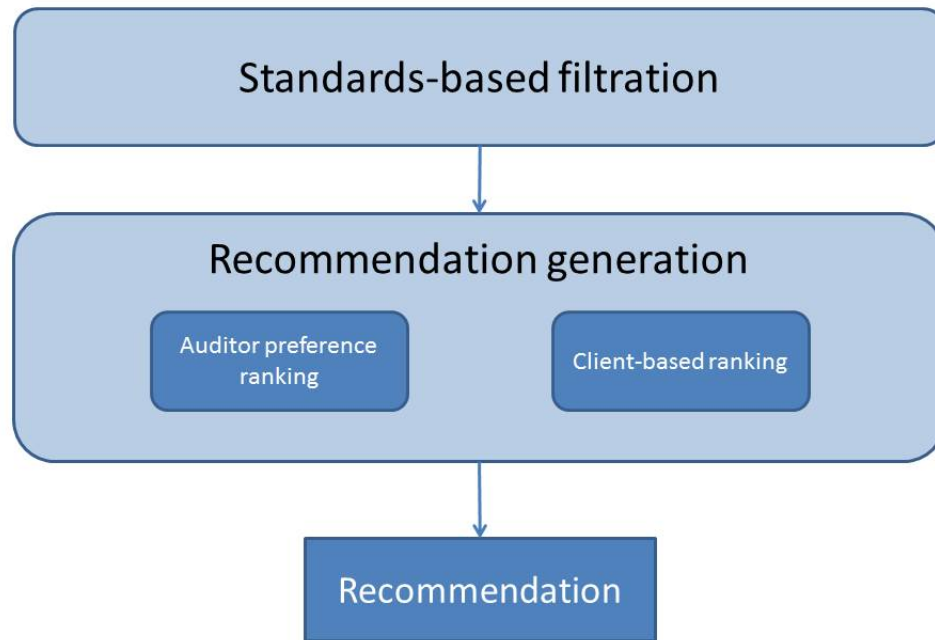 Standards-based filtration
Recommendation generation
Auditor preference
ranking
Client-based ranking
Recommendation